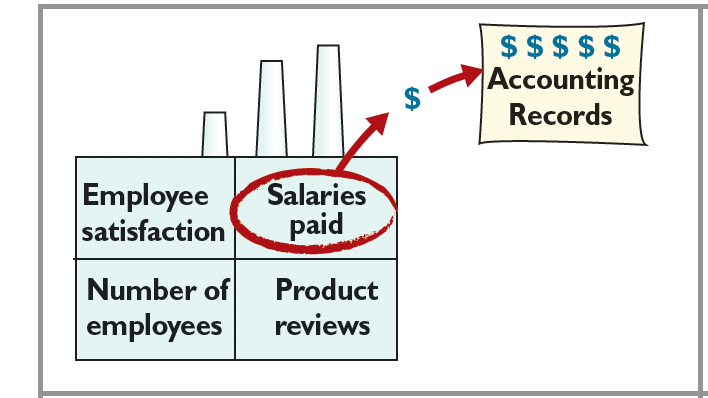 $ $ $ $ $
Accounting
Records
$
Employee
satisfaction
Salaries
paid
Number of
employees
Product
reviews